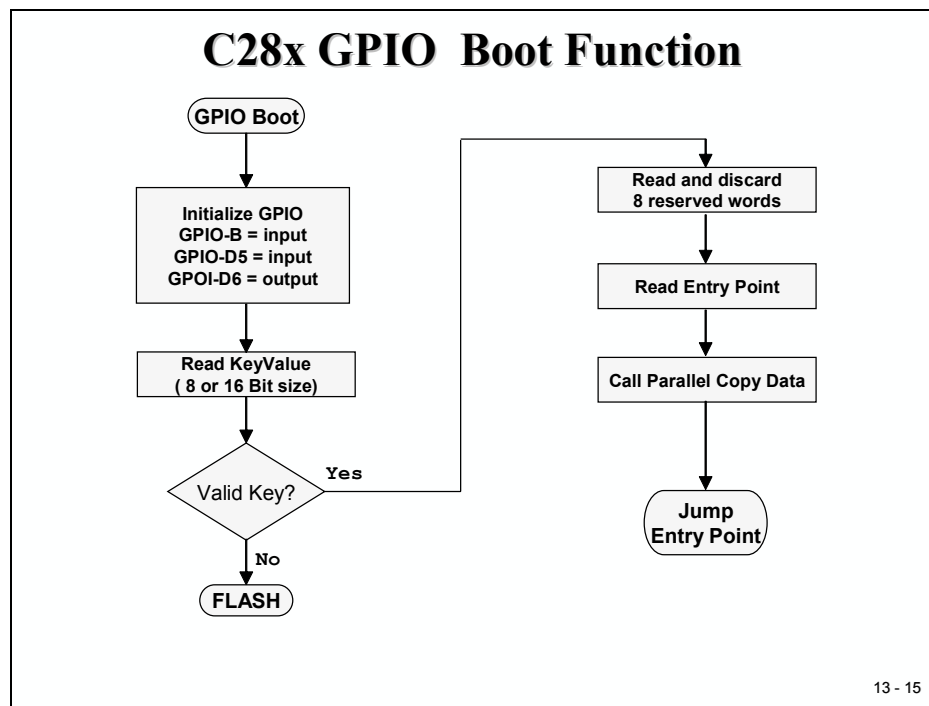 C28x GPIO  Boot Function
GPIO Boot
Initialize GPIO
GPIO-B = input
GPIO-D5 = input
GPOI-D6 = output
Read KeyValue
( 8 or 16 Bit size)
Valid Key?
Yes
No
FLASH
Read and discard
8 reserved words
Read Entry Point
Call Parallel Copy Data
Jump
Entry Point
13 - 15